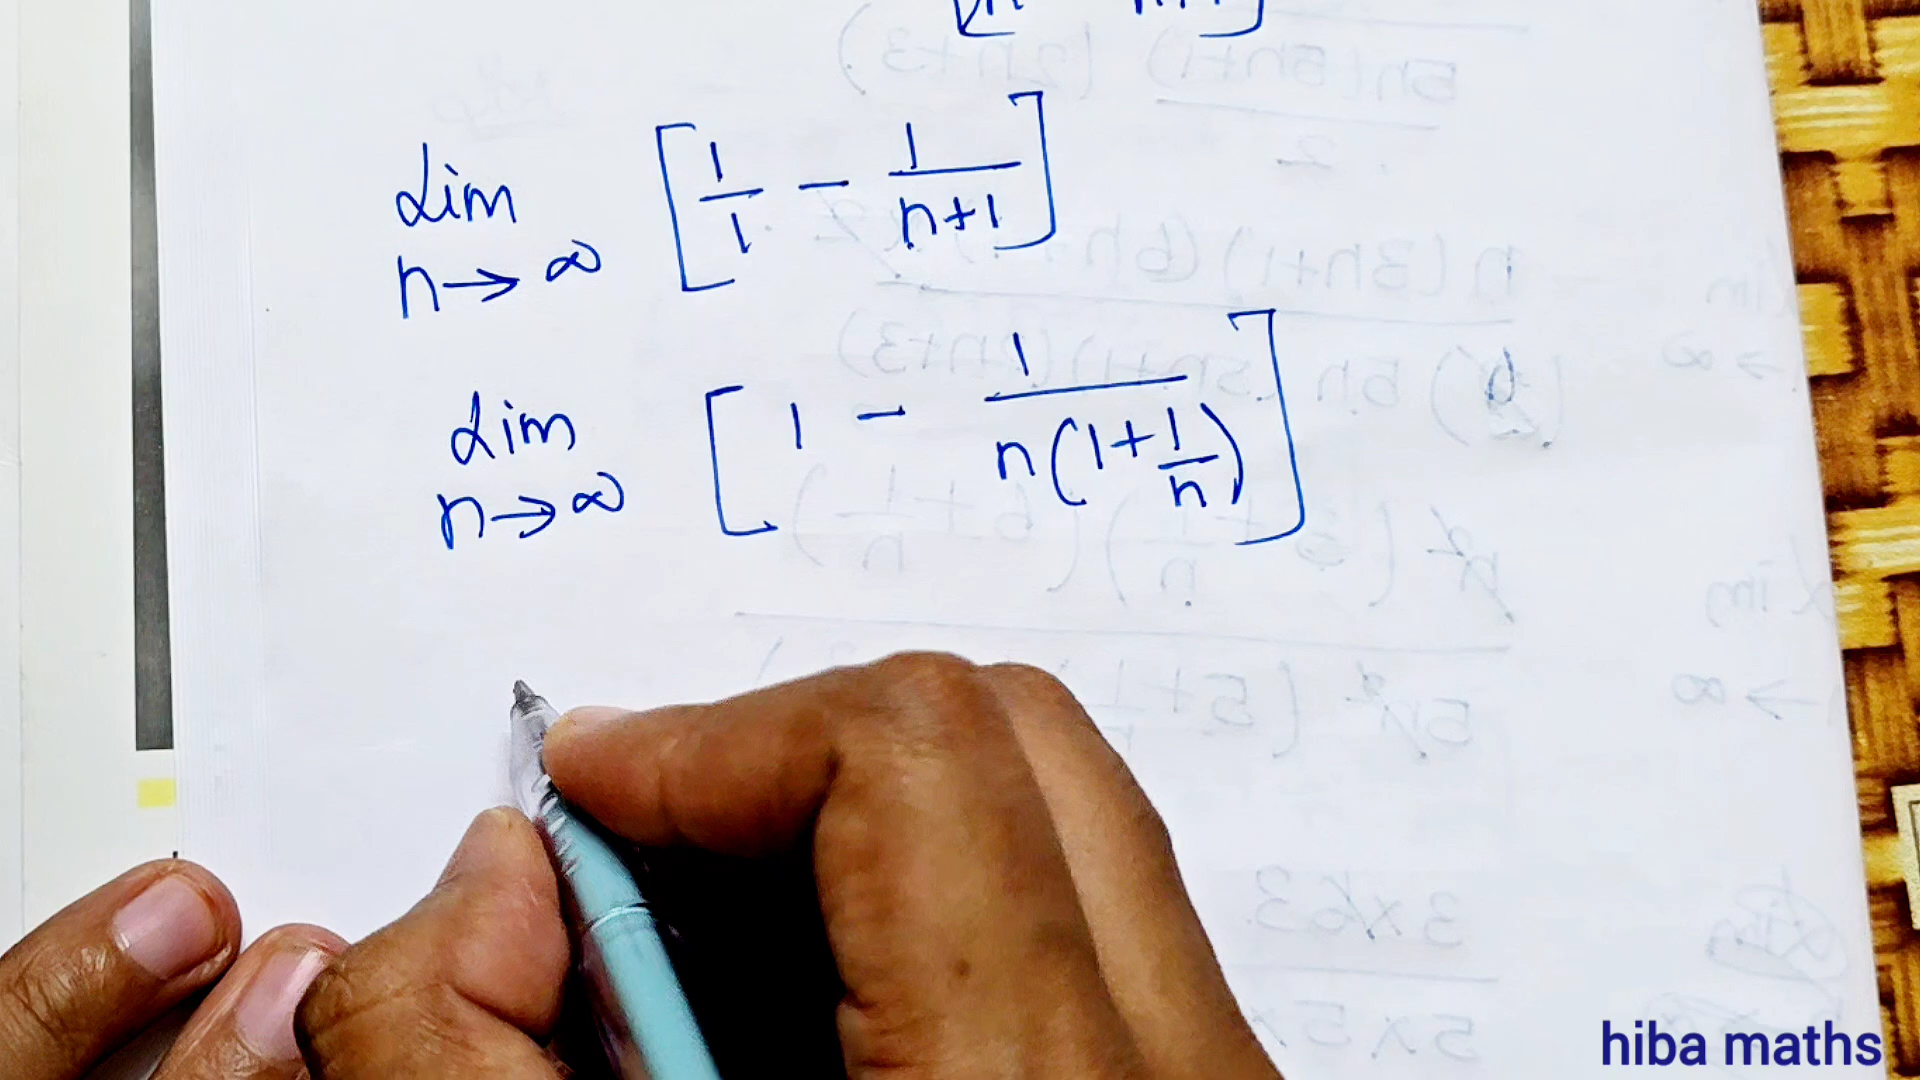 lim
n→∞ [1/1 - 1/(n+1)]
lim
n→∞ [1 - 1/(n(1+1/n))]
hiba maths